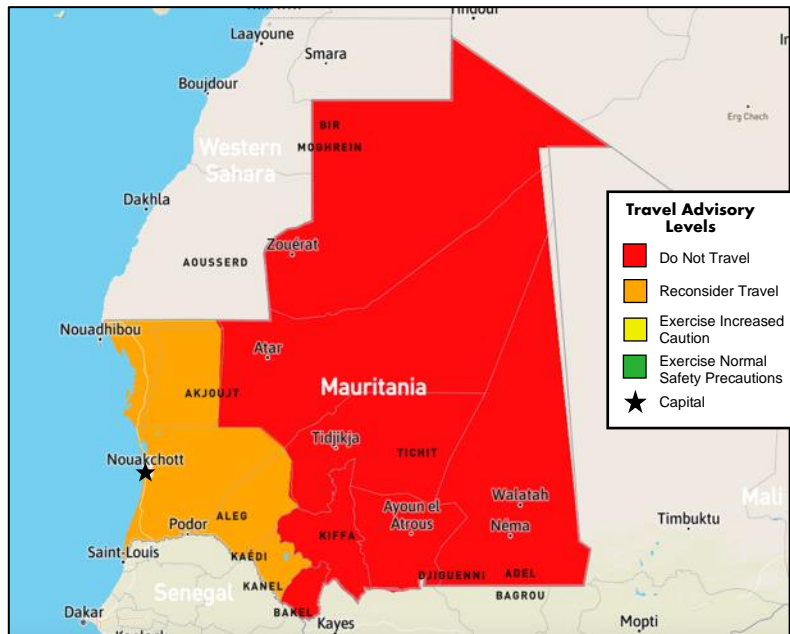 Laayoune
Smara
Boujdour
Erg Chech
BIR
MOGHREIN
Western
Sahara
Dakhla
Travel Advisory
Levels
Do Not Travel
Reconsider Travel
Exercise Increased
Caution
Exercise Normal
Safety Precautions
Capital
Zouérat
AOUSSERD
Nouadhibou
Atar
Mauritania
AKJOUJT
Tidjikja
TICHIT
Nouakchott
Walatah
Mali
Ayoun el
Atrous
ALEG
Podor
KIFFA
Néma
Timbuktu
Saint-Louis
KAÉDI
DJIGUENNI
ADEL
BAGROU
KANEL
Senegal
BAKEL
Dakar
Kayes
Mopti